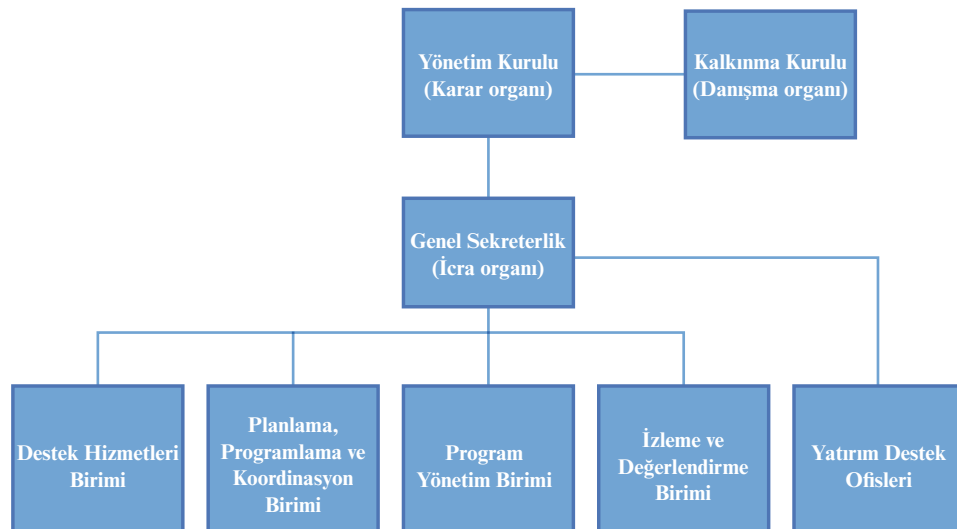 Yönetim Kurulu
(Karar organı)
Kalkınma Kurulu
(Danışma organı)
Genel Sekreterlik
(İcra organı)
Destek Hizmetleri
Birimi
Planlama,
Programlama ve
Koordinasyon
Birimi
Program
Yönetim Birimi
İzleme ve
Değerlendirme
Birimi
Yatırım Destek
Ofisleri